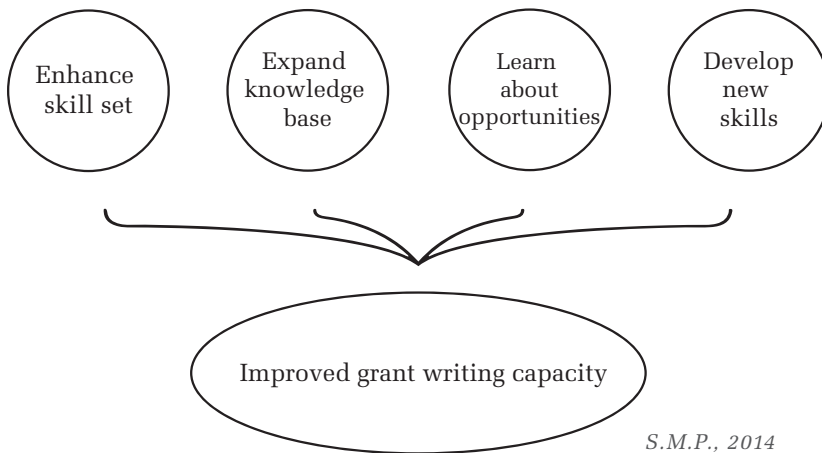 Enhance
skill set
Expand
knowledge
base
Learn
about
opportunities
Develop
new
skills
Improved grant writing capacity
S.M.P., 2014